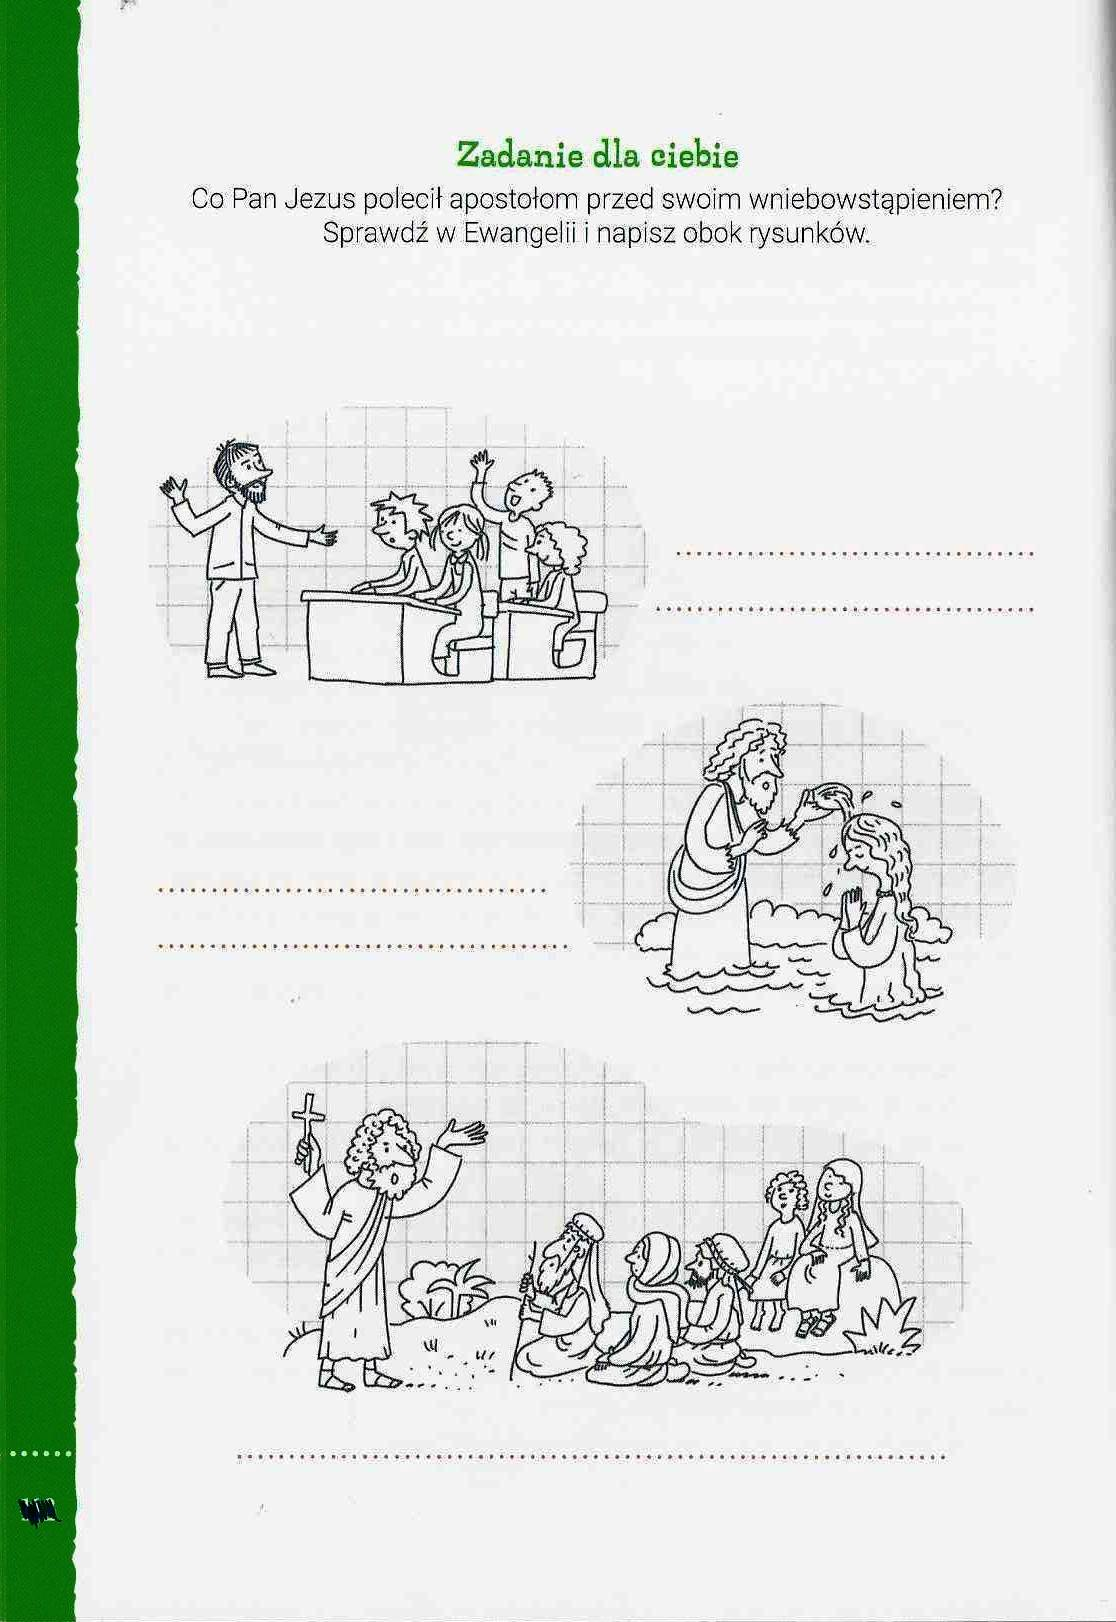 Zadanie dla ciebie
Co Pan Jezus polecił apostołom przed swoim wniebowstąpieniem?
Sprawdź w Ewangelii i napisz obok rysunków.